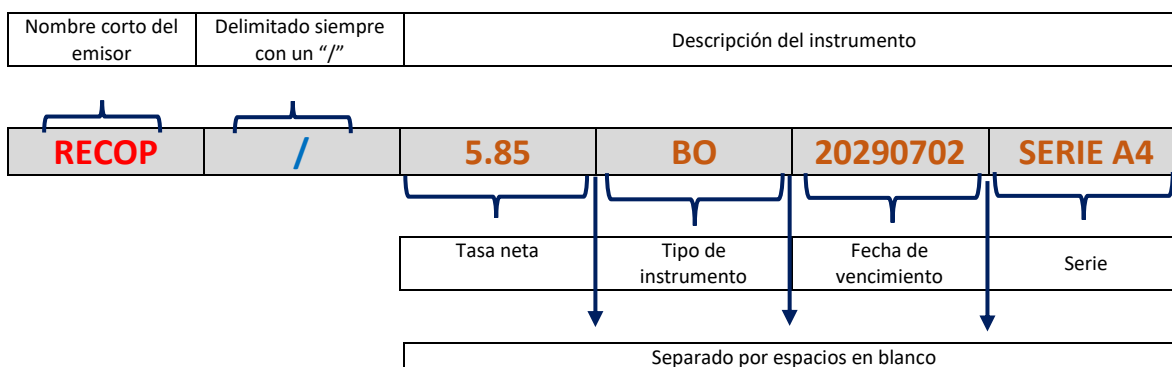 Nombre corto del
emisor
Delimitado siempre
con un “/”
Descripción del instrumento
RECOP
/
5.85
BO
20290702
SERIE A4
Tasa neta
Tipo de
instrumento
Fecha de
vencimiento
Serie
Separado por espacios en blanco